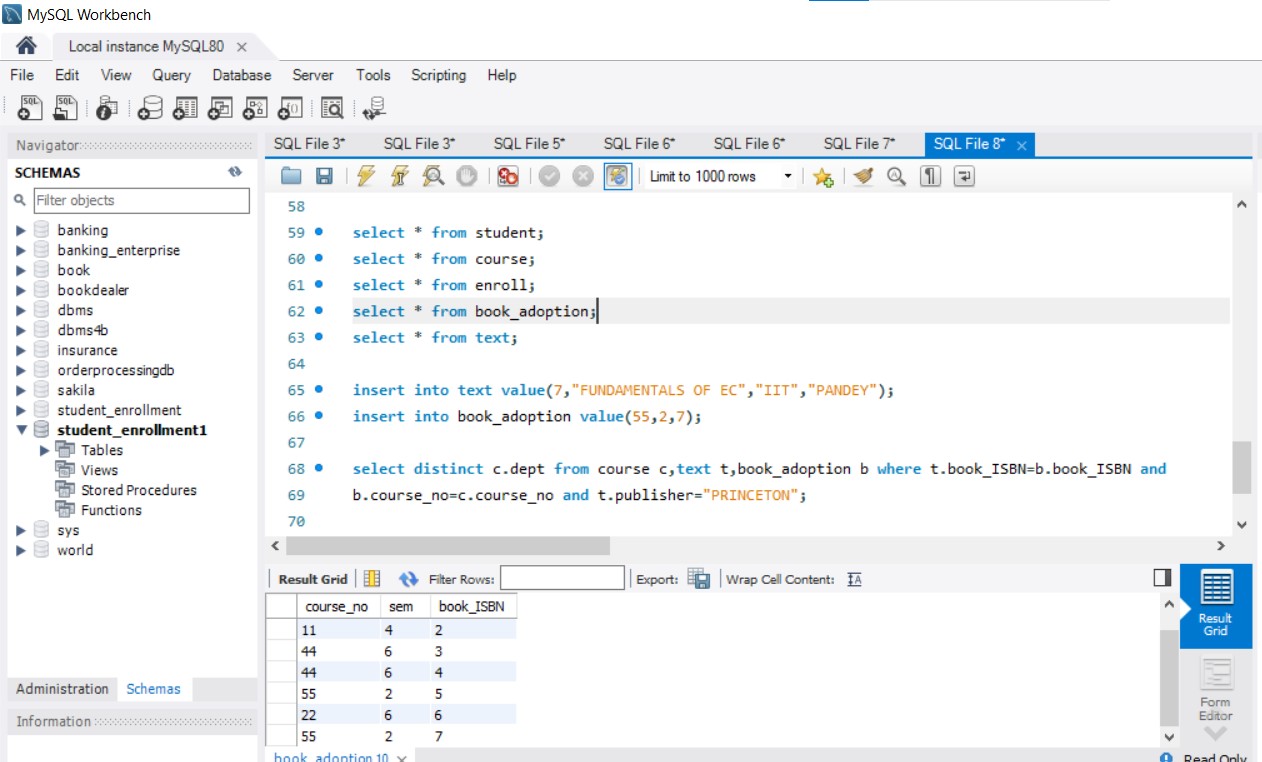 MySQL Workbench
Local instance MySQL80
File Edit View Query Database Server Tools Scripting Help
Navigator
SCHEMAS
Filter objects
banking
banking_enterprise
book
bookdealer
dbms
dbms4b
insurance
orderprocessingdb
sakila
student_enrollment
student_enrollment1
Tables
Views
Stored Procedures
Functions
sys
world
Administration Schemas
Information
SQL File 3* SQL File 3* SQL File 5* SQL File 6* SQL File 6* SQL File 7* SQL File 8*
Limit to 1000 rows
58
59 select * from student;
60 select * from course;
61 select * from enroll;
62 select * from book_adoption;
63 select * from text;
64
65 insert into text value(7,"FUNDAMENTALS OF EC","IIT","PANDEY");
66 insert into book_adoption value(55,2,7);
67
68 select distinct c.dept from course c,text t,book_adoption b where t.book_ISBN=b.book_ISBN and
69 b.course_no=c.course_no and t.publisher="PRINCETON";
70
Result Grid Filter Rows: Export: Wrap Cell Content:
course_no sem book_ISBN
11 4 2
44 6 3
44 6 4
55 2 5
22 6 6
55 2 7
Result
Grid
Form
Editor
book_adoption 10
Read Only